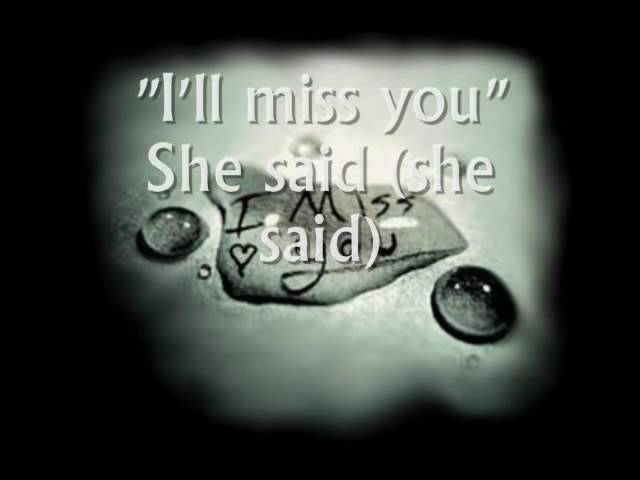 "I'll miss you"
She said (she
said)
I Miss
you